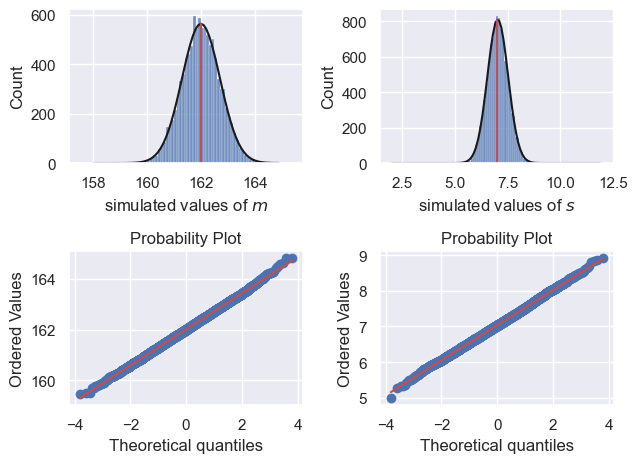 600
400
200
0
Count
158 160 162 164
simulated values of m
800
600
400
200
0
Count
2.5 5.0 7.5 10.0 12.5
simulated values of s
Probability Plot
164
162
160
Ordered Values
−4 −2 0 2 4
Theoretical quantiles
Probability Plot
9
8
7
6
5
Ordered Values
−4 −2 0 2 4
Theoretical quantiles